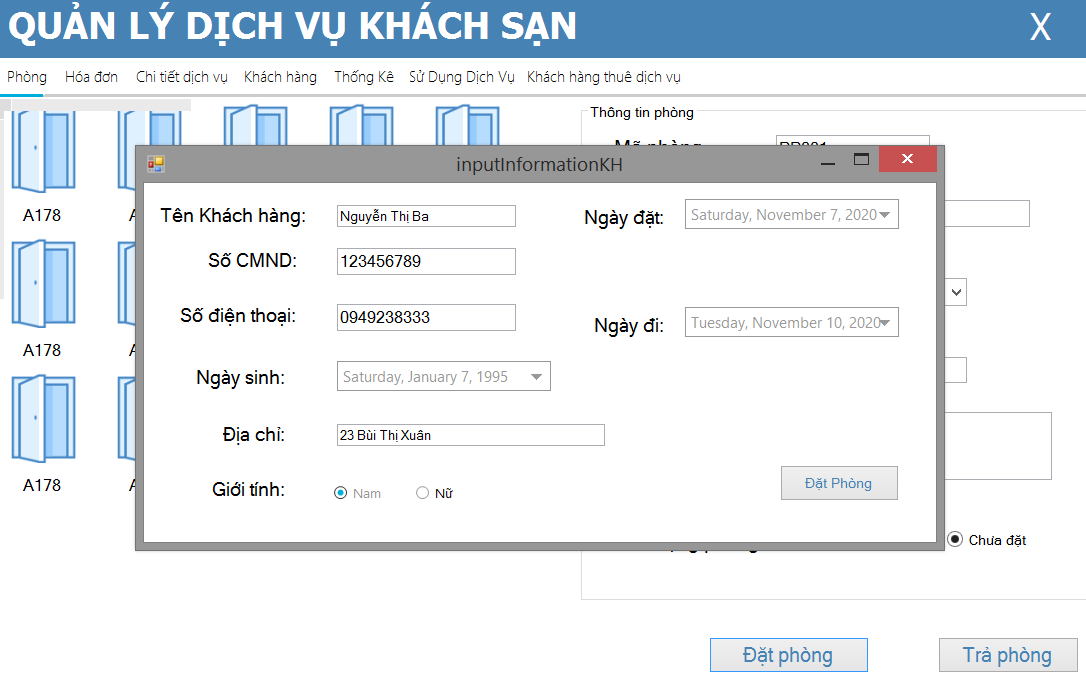 QUẢN LÝ DỊCH VỤ KHÁCH SẠN X
Phòng Hóa đơn Chi tiết dịch vụ Khách hàng Thống Kê Sử Dụng Dịch Vụ Khách hàng thuê dịch vụ
Thông tin phòng
Mã phòng
inputInformationKH
Tên Khách hàng: Nguyễn Thị Ba
Ngày đặt: Saturday, November 7, 2020
Số CMND: 123456789
Số điện thoại: 0949238333
Ngày đi: Tuesday, November 10, 2020
Ngày sinh: Saturday, January 7, 1995
Địa chỉ: 23 Bùi Thị Xuân
Giới tính: Nam Nữ
Đặt Phòng
A178
A178
A178
Chưa đặt
Đặt phòng
Trả phòng